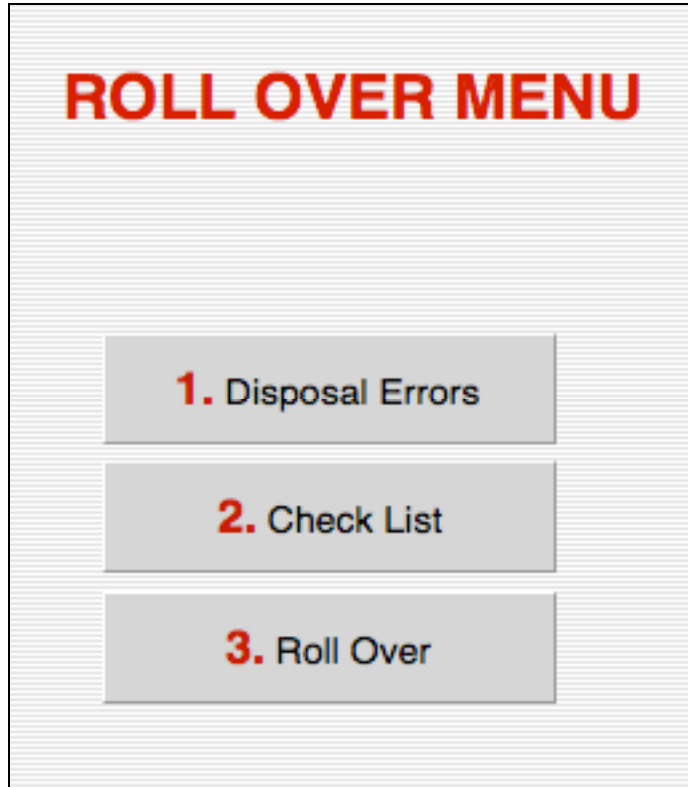 ROLL OVER MENU
1. Disposal Errors
2. Check List
3. Roll Over